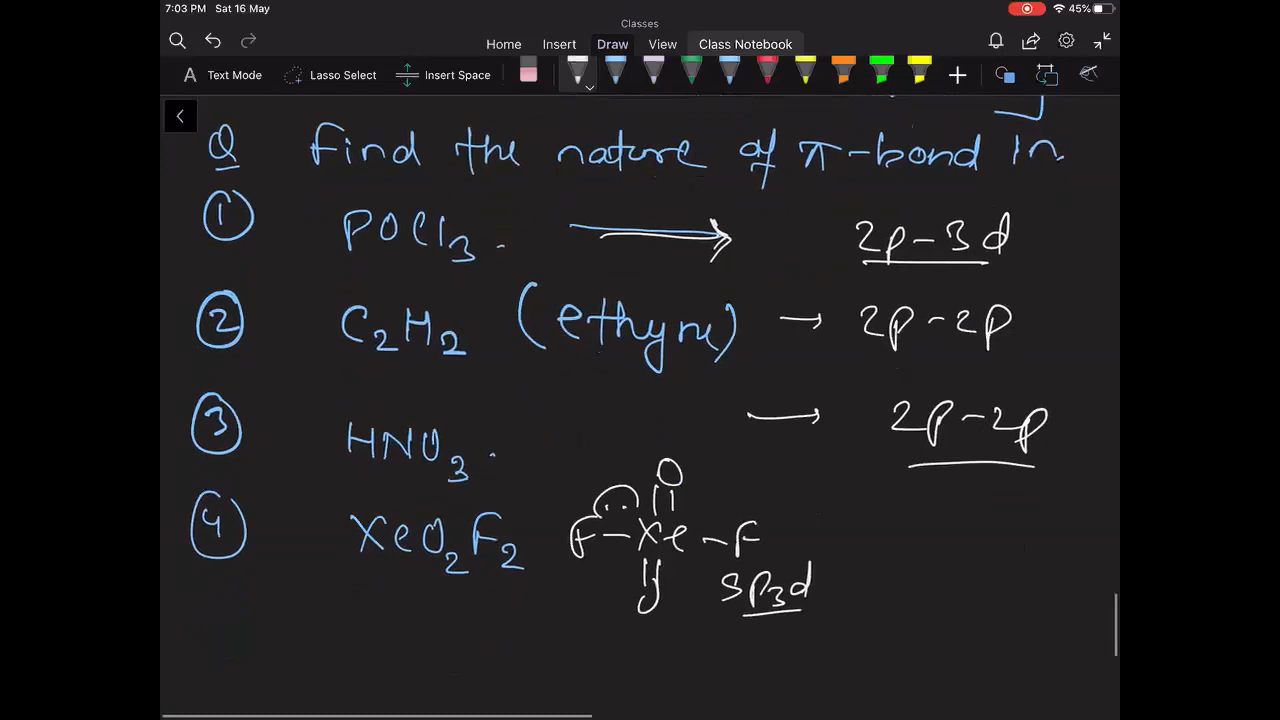 7:03 PM Sat 16 May 45%
Classes
Home Insert Draw View Class Notebook
Text Mode Lasso Select Insert Space
Q Find the nature of π-bond in
① POCl3. 2p-3d
② C2H2 (ethyne) → 2p-2p
③ HNO3. → 2p-2p
O
④ XeO2F2 F-Xe-F
sp3d